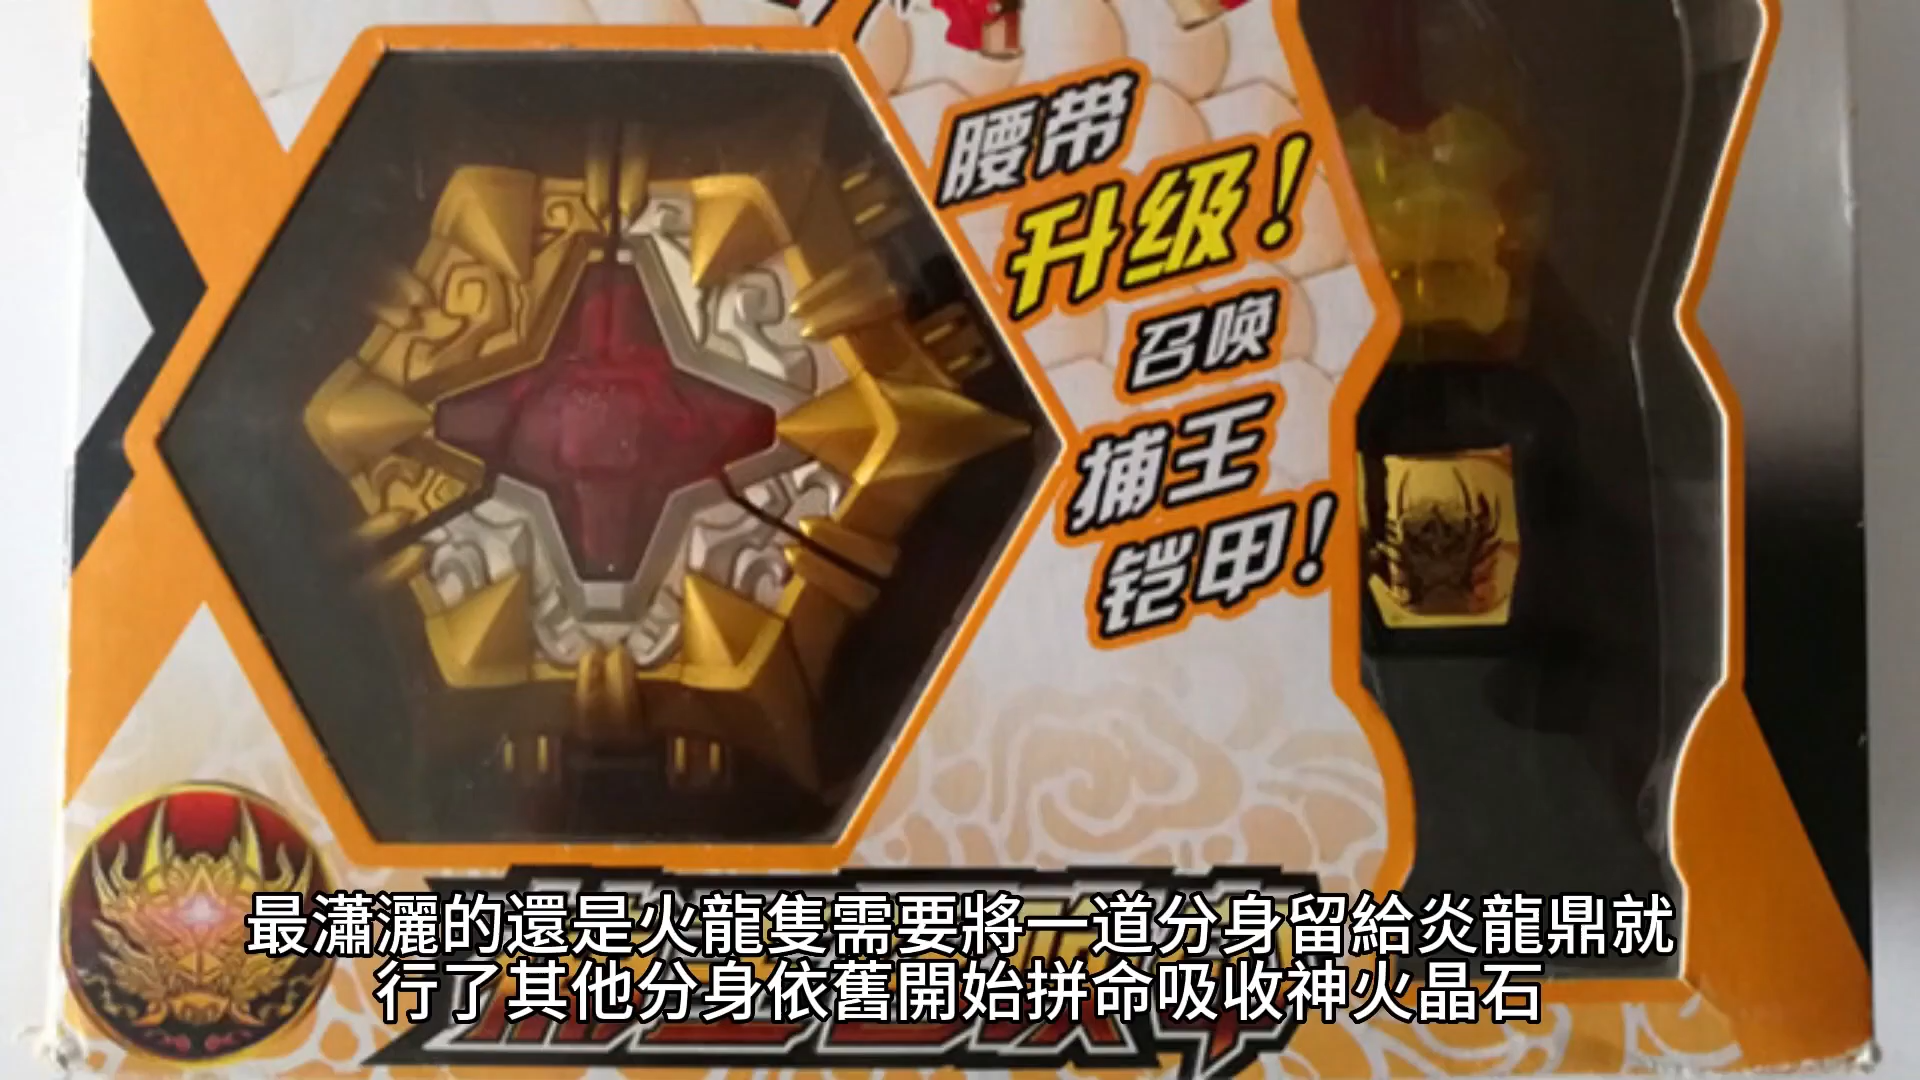 腰带
升级！
召唤
捕王
铠甲！
最瀟灑的還是火龍隻需要將一道分身留給炎龍鼎就
行了其他分身依舊開始拼命吸收神火晶石